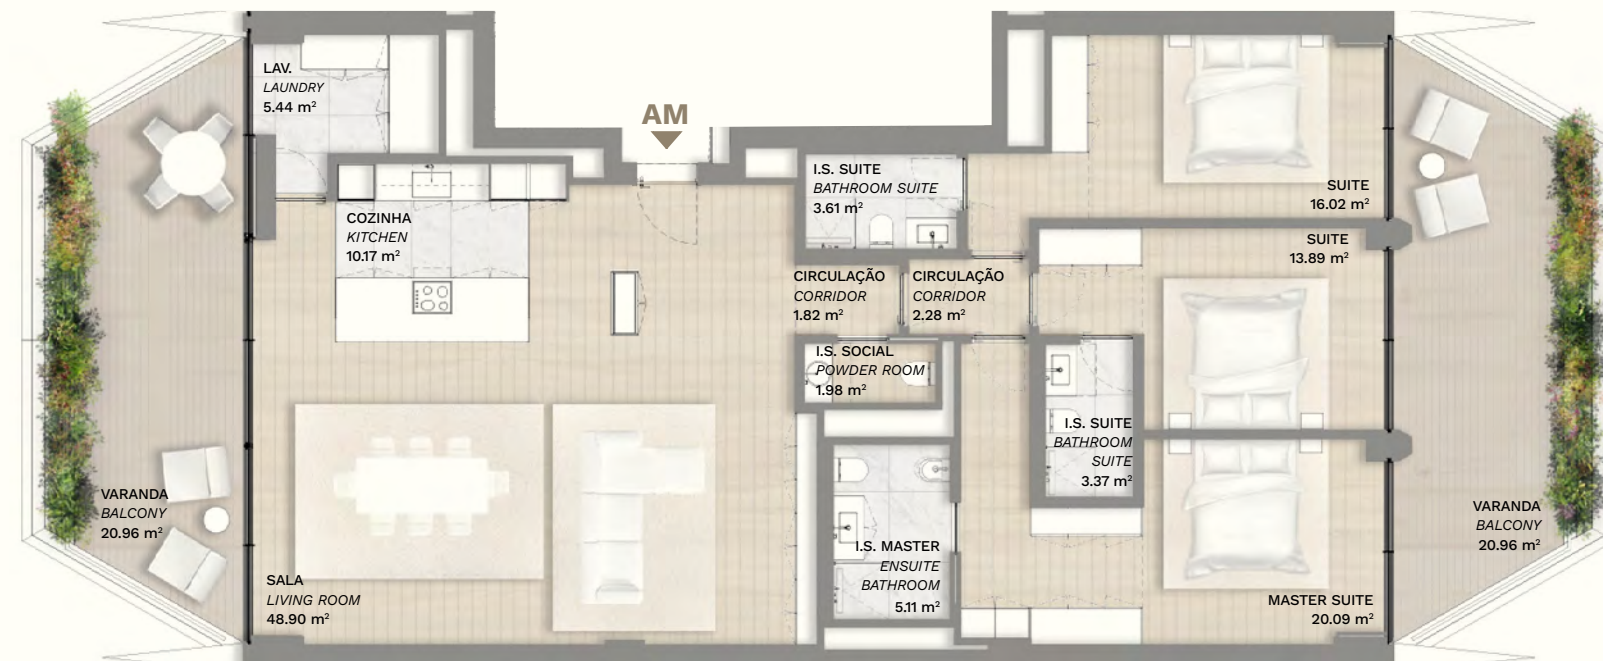 LAV.
LAUNDRY
5.44 m²
AM
I.S. SUITE
BATHROOM SUITE
3.61 m²
SUITE
16.02 m²
COZINHA
KITCHEN
10.17 m²
SUITE
13.89 m²
CIRCULAÇÃO
CORRIDOR
1.82 m²
CIRCULAÇÃO
CORRIDOR
2.28 m²
I.S. SOCIAL
POWDER ROOM
1.98 m²
I.S. SUITE
BATHROOM
SUITE
3.37 m²
VARANDA
BALCONY
20.96 m²
VARANDA
BALCONY
20.96 m²
I.S. MASTER
ENSUITE
BATHROOM
5.11 m²
SALA
LIVING ROOM
48.90 m²
MASTER SUITE
20.09 m²